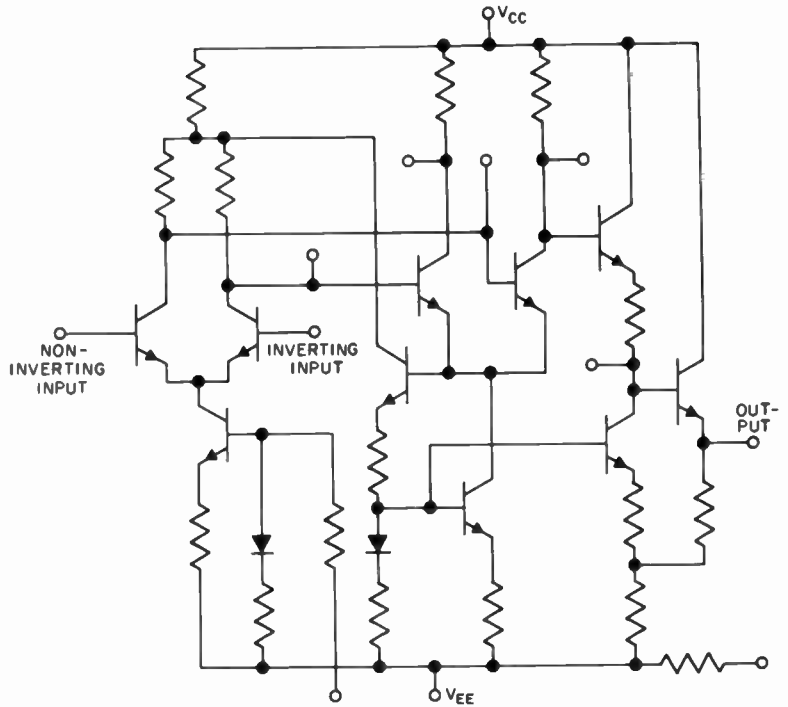 VCC
NON-
INVERTING
INPUT
INVERTING
INPUT
OUT-
PUT
VEE